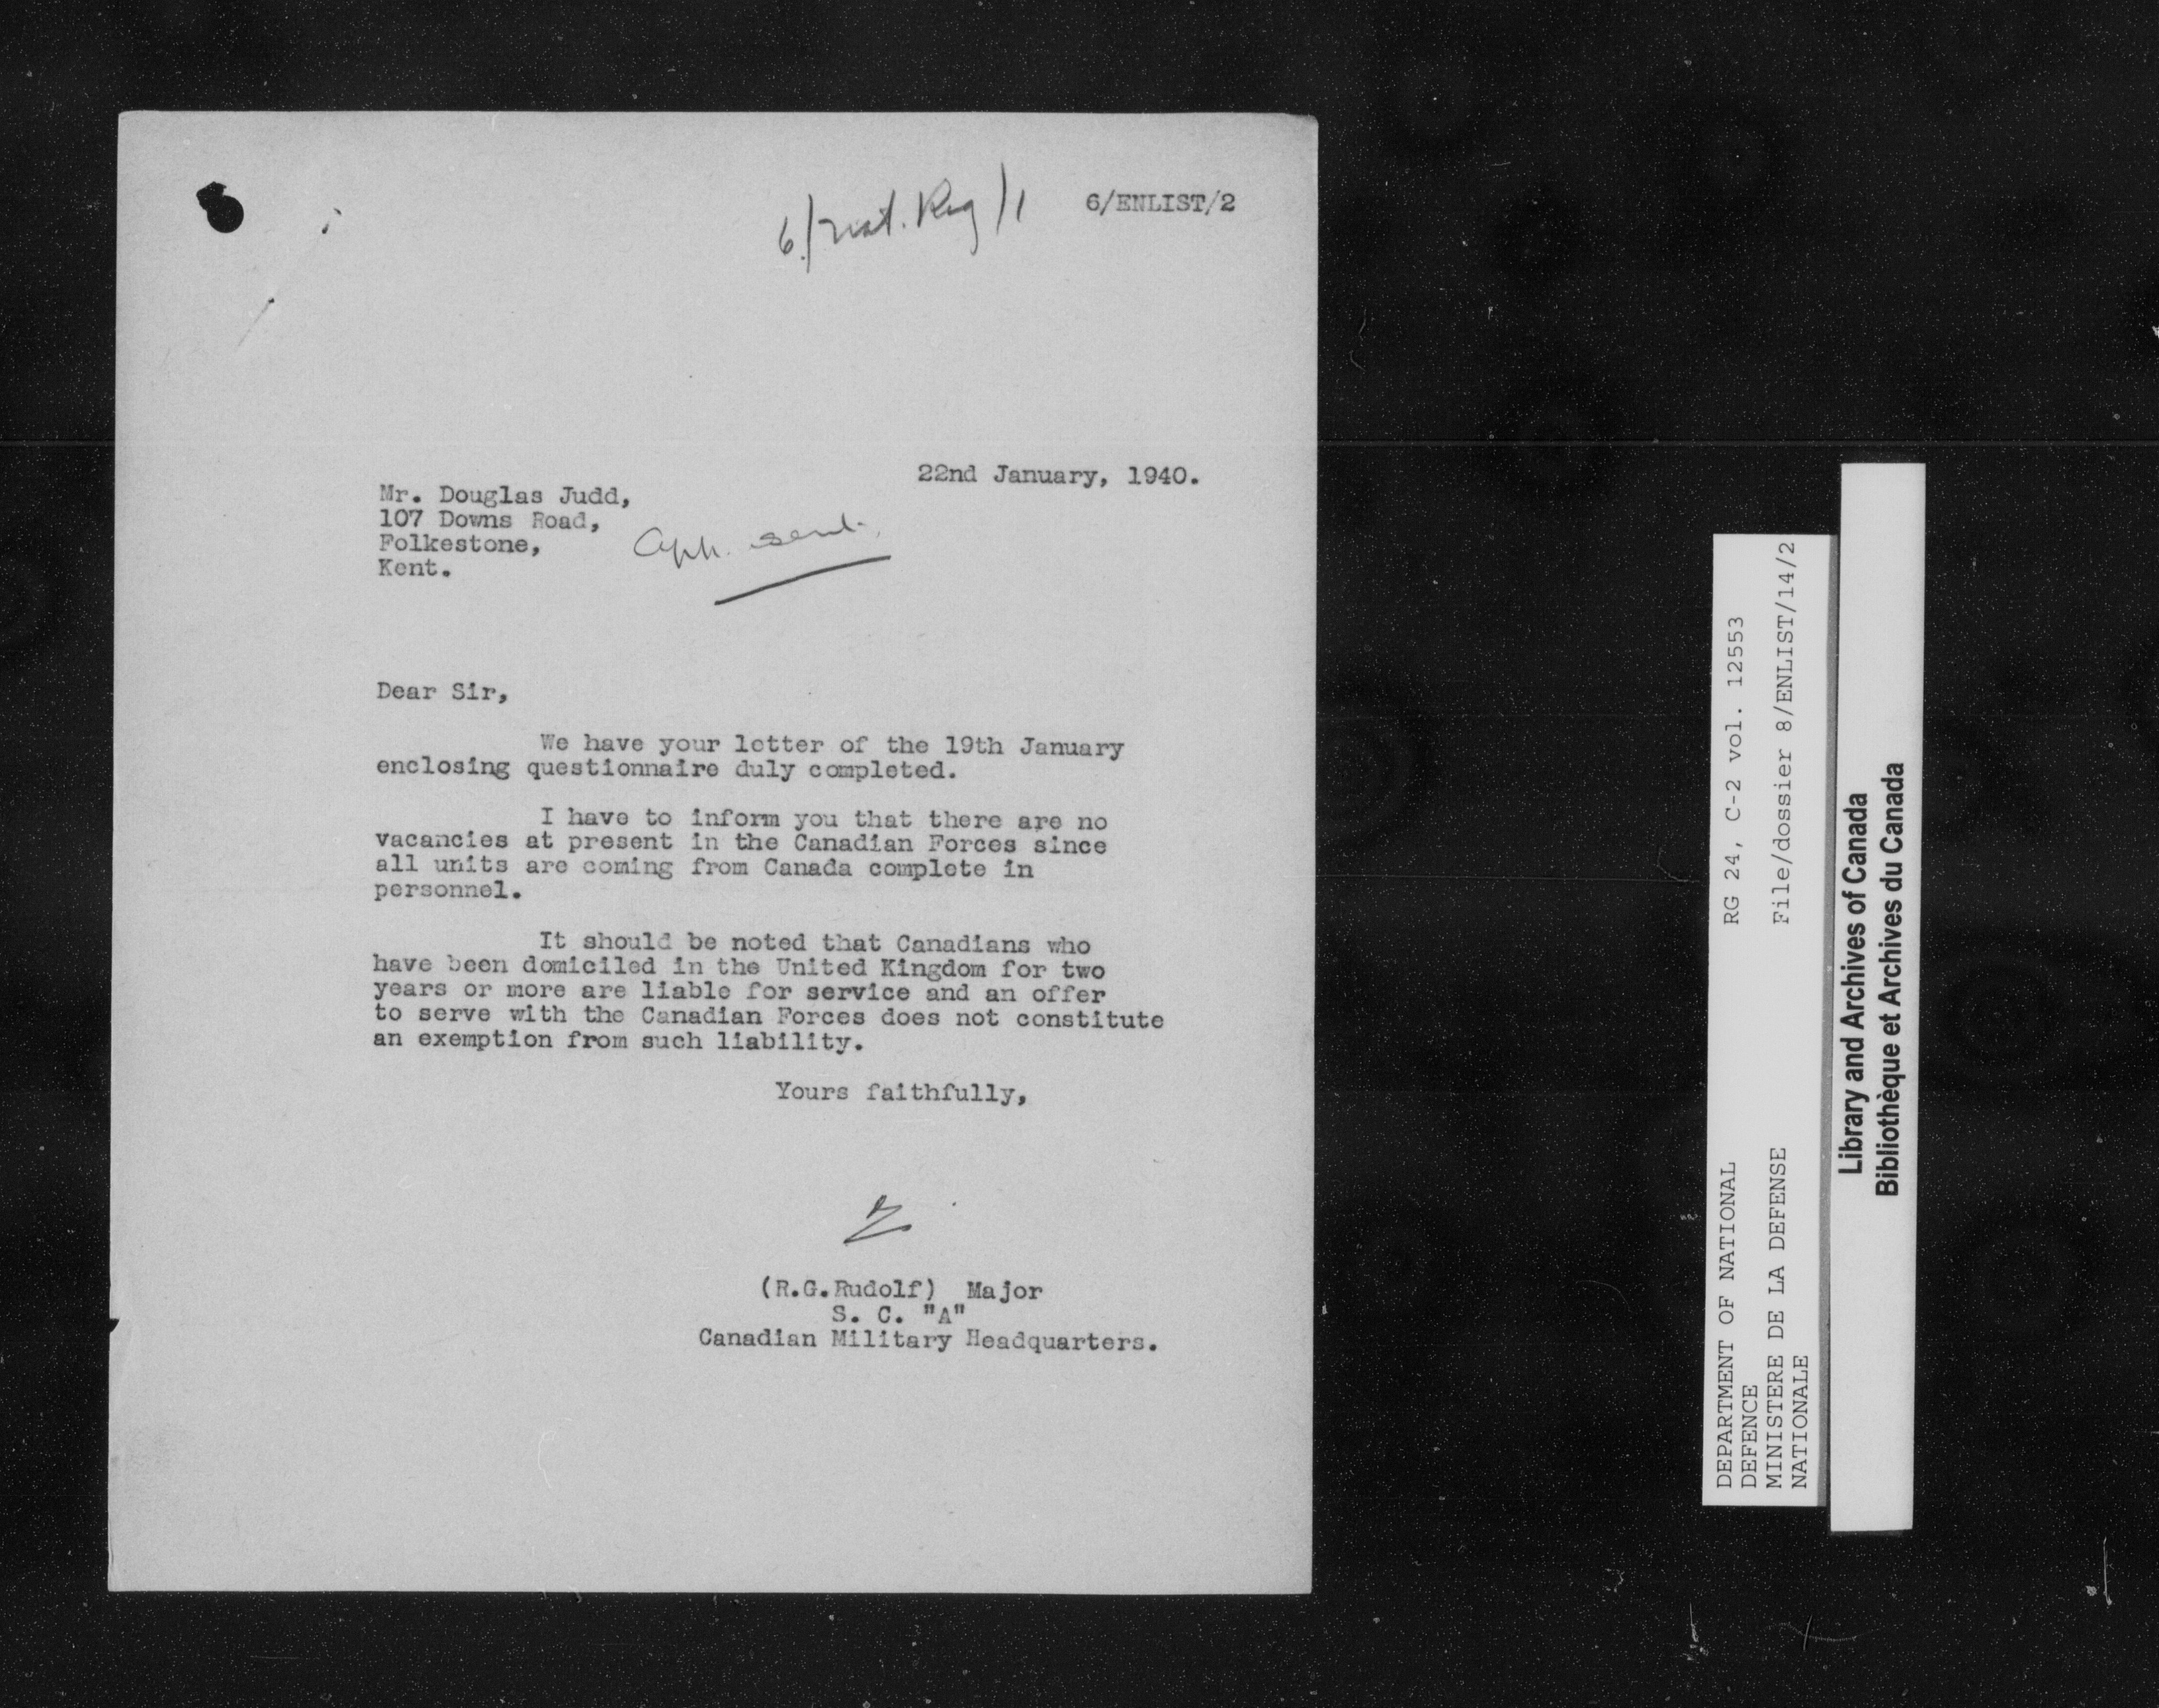 6/Nat. Reg/1 6/ENLIST/2
22nd January, 1940.
Mr. Douglas Judd,
107 Downs Road,
Folkestone,
Kent.
sent.
Dear Sir,
We have your letter of the 19th January
enclosing questionnaire duly completed.
I have to inform you that there are no
vacancies at present in the Canadian Forces since
all units are coming from Canada complete in
personnel.
It should be noted that Canadians who
have been domiciled in the United Kingdom for two
years or more are liable for service and an offer
to serve with the Canadian Forces does not constitute
an exemption from such liability.
Yours faithfully,
(R.G.Rudolf) Major
S. C. "A"
Canadian Military Headquarters.
DEPARTMENT OF NATIONAL RG 24, C-2 vol. 12553
DEFENCE
MINISTERE DE LA DEFENSE File/dossier 8/ENLIST/14/2
NATIONALE
Library and Archives of Canada
Bibliothèque et Archives du Canada